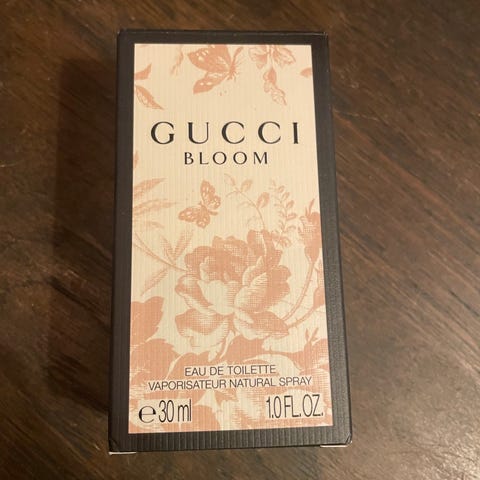 GUCCI
BLOOM
EAU DE TOILETTE
VAPORISATEUR NATURAL SPRAY
℮30 ml 1.0 FL.OZ.